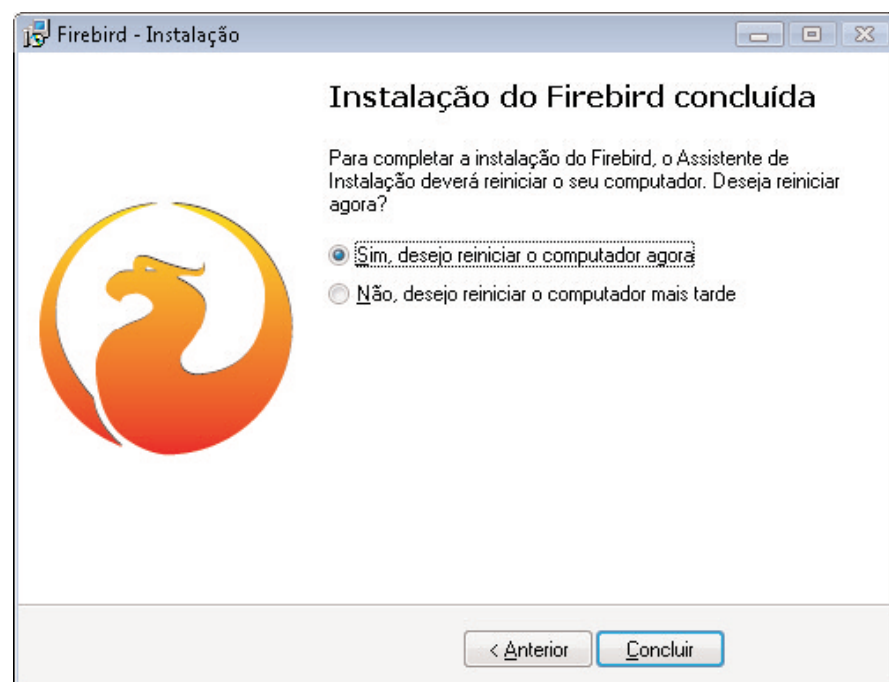 Firebird - Instalação
Instalação do Firebird concluída
Para completar a instalação do Firebird, o Assistente de
Instalação deverá reiniciar o seu computador. Deseja reiniciar
agora?
Sim, desejo reiniciar o computador agora
Não, desejo reiniciar o computador mais tarde
< Anterior
Concluir